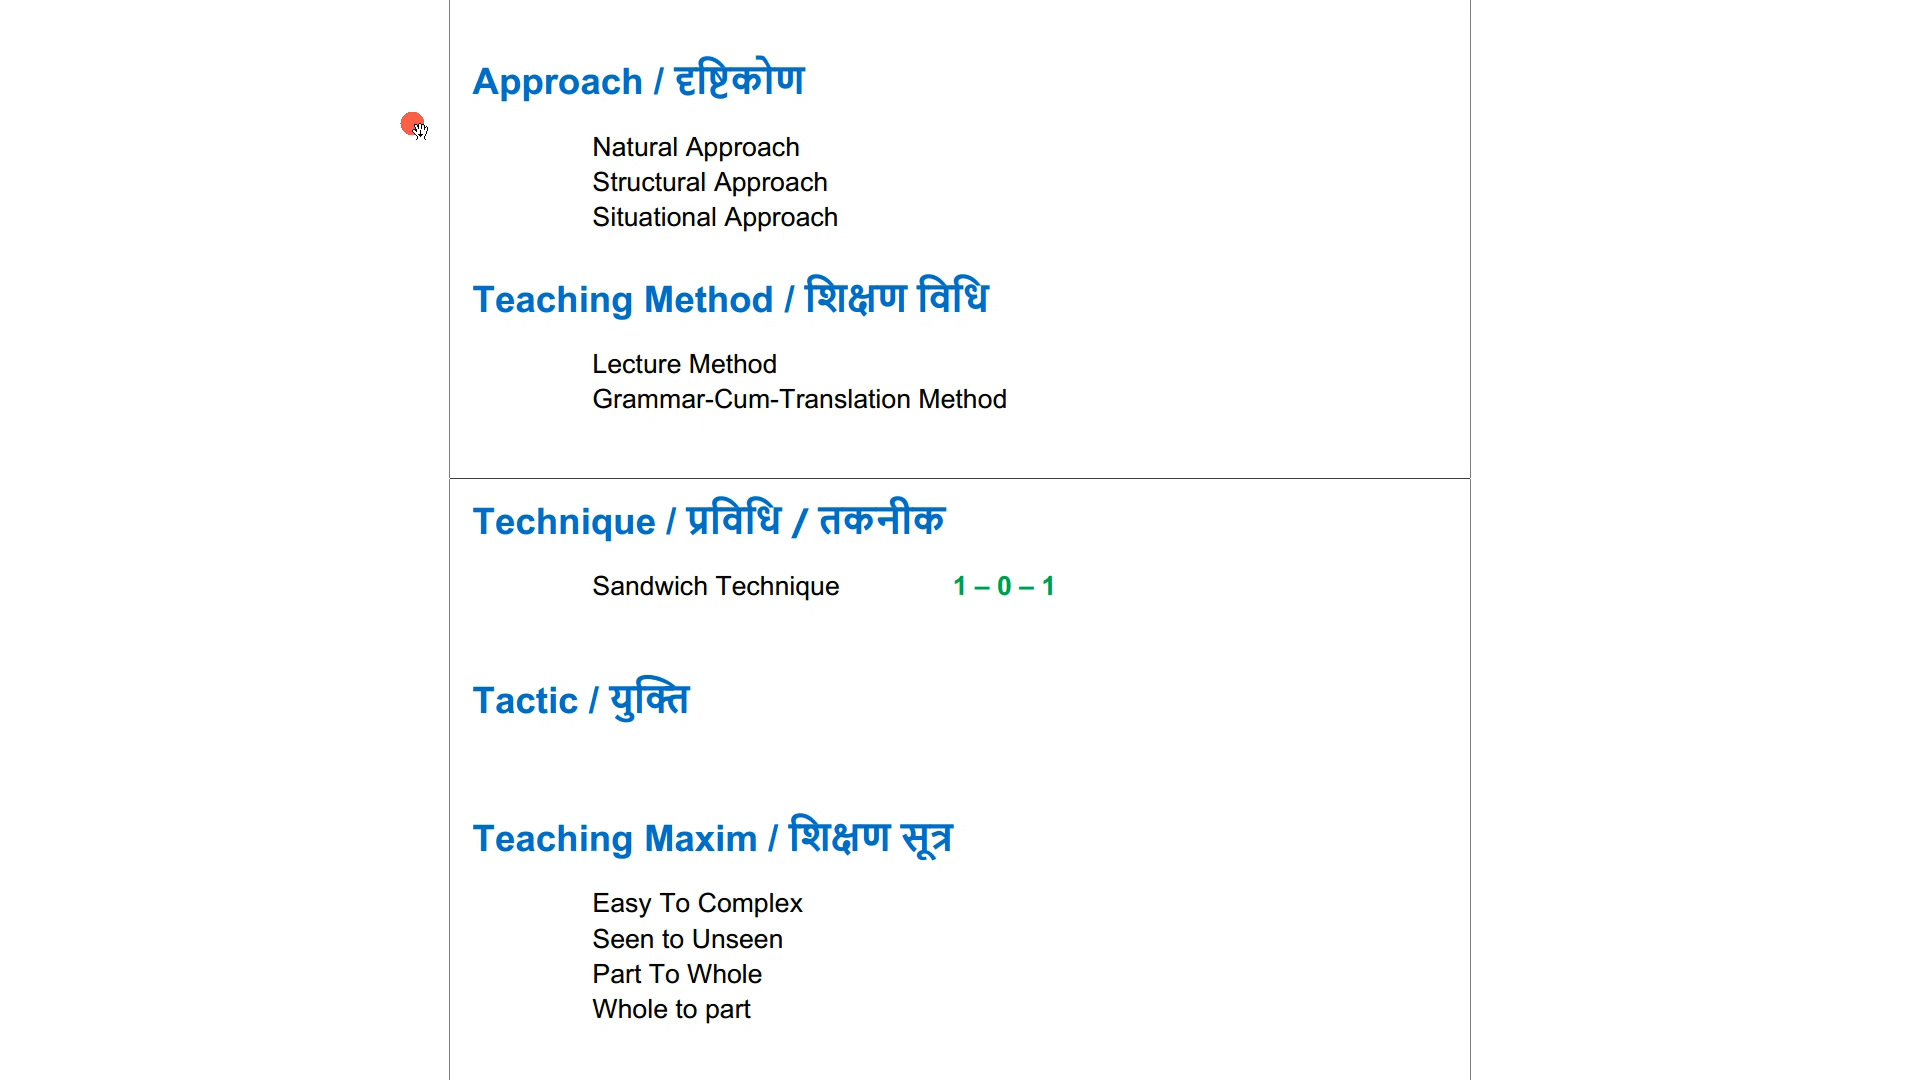 Approach / दृष्टिकोण
Natural Approach
Structural Approach
Situational Approach
Teaching Method / शिक्षण विधि
Lecture Method
Grammar-Cum-Translation Method
Technique / प्रविधि / तकनीक
Sandwich Technique 1 – 0 – 1
Tactic / युक्ति
Teaching Maxim / शिक्षण सूत्र
Easy To Complex
Seen to Unseen
Part To Whole
Whole to part